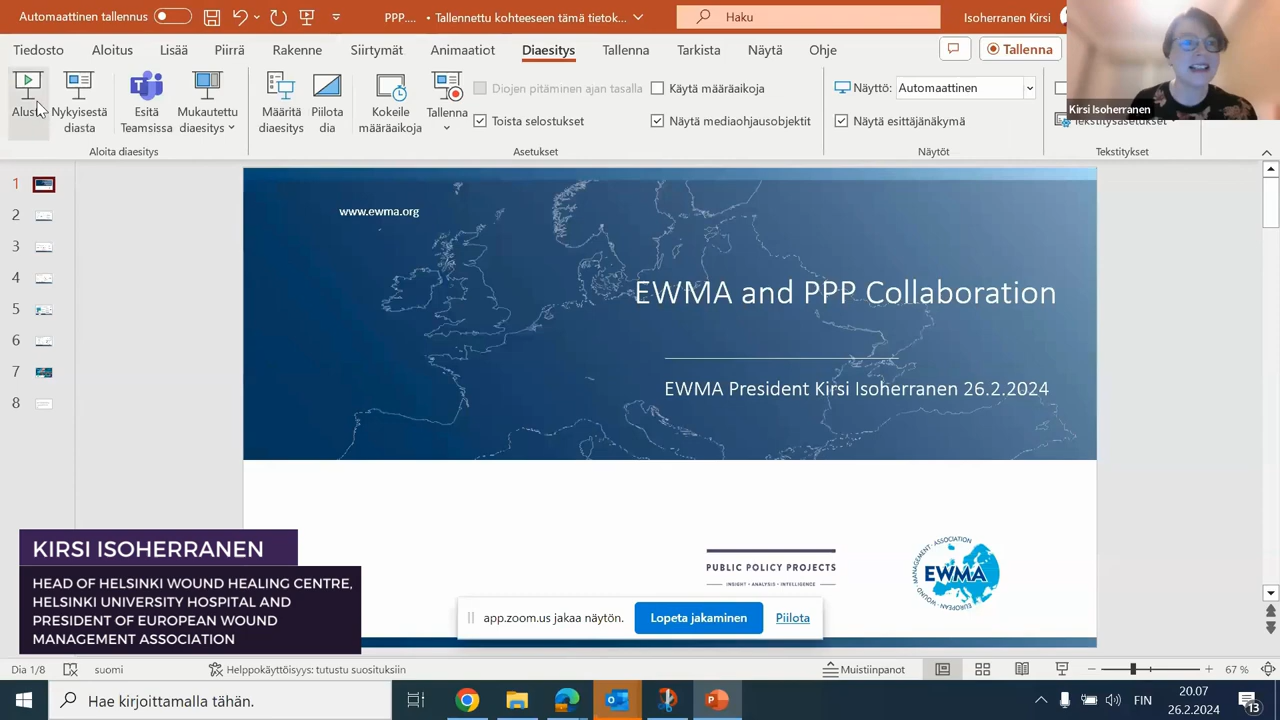 Automaattinen tallennus
PPP.... • Tallennettu kohteeseen tämä tietok...
Haku
Isoherranen Kirsi
Tiedosto
Aloitus
Lisää
Piirrä
Rakenne
Siirtymät
Animaatiot
Diaesitys
Tallenna
Tarkista
Näytä
Ohje
Tallenna
Alusta
Nykyisestä
diasta
Esitä
Teamsissa
Mukautettu
diaesitys
Aloita diaesitys
Määritä
diaesitys
Piilota
dia
Kokeile
määräaikoja
Tallenna
Diojen pitäminen ajan tasalla
Toista selostukset
Käytä määräaikoja
Näytä mediaohjausobjektit
Asetukset
Näyttö:
Automaattinen
Näytä esittäjänäkymä
Näytöt
Tekstitysasetukset
Tekstitykset
Kirsi Isoherranen
1
2
3
4
5
6
7
8
www.ewma.org
EWMA and PPP Collaboration
EWMA President Kirsi Isoherranen 26.2.2024
PUBLIC POLICY PROJECTS
INSIGHT • ANALYSIS • INTELLIGENCE
EWMA
EUROPEAN WOUND MANAGEMENT ASSOCIATION
KIRSI ISOHERRANEN
HEAD OF HELSINKI WOUND HEALING CENTRE,
HELSINKI UNIVERSITY HOSPITAL AND
PRESIDENT OF EUROPEAN WOUND
MANAGEMENT ASSOCIATION
app.zoom.us jakaa näytön.
Lopeta jakaminen
Piilota
Dia 1/8
suomi
Helppokäyttöisyys: tutustu suosituksiin
Muistiinpanot
67 %
Hae kirjoittamalla tähän.
FIN
20.07
26.2.2024
13